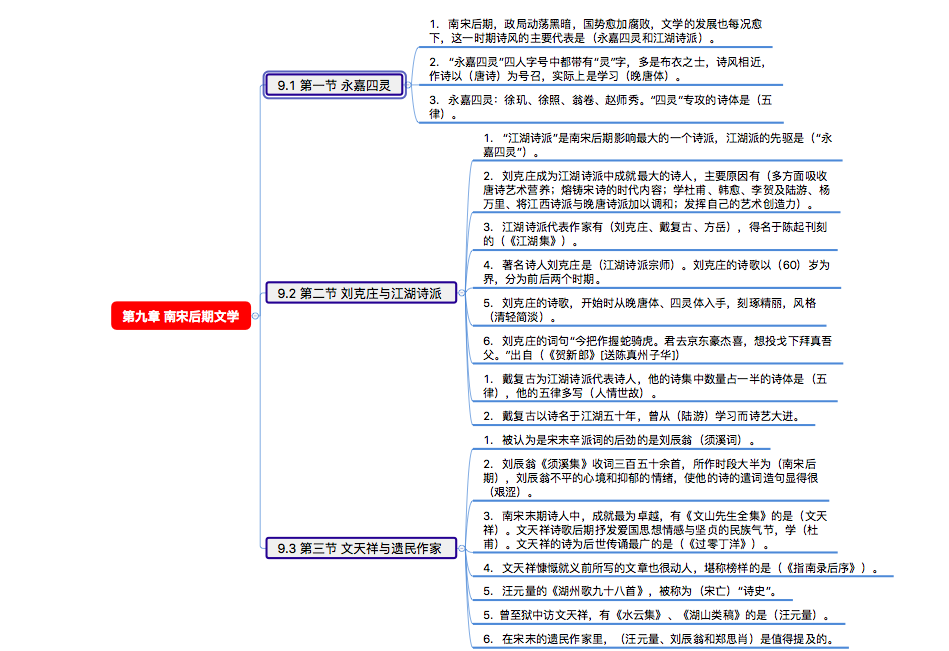 第九章 南宋后期文学
9.1 第一节 永嘉四灵
1. 南宋后期，政局动荡黑暗，国势愈加腐败，文学的发展也每况愈
下，这一时期诗风的主要代表是（永嘉四灵和江湖诗派）。
2. “永嘉四灵”四人字号中都带有“灵”字，多是布衣之士，诗风相近，
作诗以（唐诗）为号召，实际上是学习（晚唐体）。
3. 永嘉四灵：徐玑、徐照、翁卷、赵师秀。“四灵”专攻的诗体是（五
律）。
9.2 第二节 刘克庄与江湖诗派
1. “江湖诗派”是南宋后期影响最大的一个诗派，江湖派的先驱是（“永
嘉四灵”）。
2. 刘克庄成为江湖诗派中成就最大的诗人，主要原因有（多方面吸收
唐诗艺术营养；熔铸宋诗的时代内容；学杜甫、韩愈、李贺及陆游、杨
万里、将江西诗派与晚唐诗派加以调和；发挥自己的艺术创造力）。
3. 江湖诗派代表作家有（刘克庄、戴复古、方岳），得名于陈起刊刻
的（《江湖集》）。
4. 著名诗人刘克庄是（江湖诗派宗师）。刘克庄的诗歌以（60）岁为
界，分为前后两个时期。
5. 刘克庄的诗歌，开始时从晚唐体、四灵体入手，刻琢精丽，风格
（清轻简淡）。
6. 刘克庄的词句“今把作握蛇骑虎。君去京东豪杰喜，想投戈下拜真吾
父。”出自（《贺新郎》[送陈真州子华]）
1. 戴复古为江湖诗派代表诗人，他的诗集中数量占一半的诗体是（五
律），他的五律多写（人情世故）。
2. 戴复古以诗名于江湖五十年，曾从（陆游）学习而诗艺大进。
9.3 第三节 文天祥与遗民作家
1. 被认为是宋末辛派词的后劲的是刘辰翁（须溪词）。
2. 刘辰翁《须溪集》收词三百五十余首，所作时段大半为（南宋后
期），刘辰翁不平的心境和抑郁的情绪，使他的诗的遣词造句显得很
（艰涩）。
3. 南宋末期诗人中，成就最为卓越，有《文山先生全集》的是（文天
祥）。文天祥诗歌后期抒发爱国思想情感与坚贞的民族气节，学（杜
甫）。文天祥的诗为后世传诵最广的是（《过零丁洋》）。
4. 文天祥慷慨就义前所写的文章也很动人，堪称榜样的是（《指南录后序》）。
5. 汪元量的《湖州歌九十八首》，被称为（宋亡）“诗史”。
5. 曾至狱中访文天祥，有《水云集》、《湖山类稿》的是（汪元量）。
6. 在宋末的遗民作家里，（汪元量、刘辰翁和郑思肖）是值得提及的。